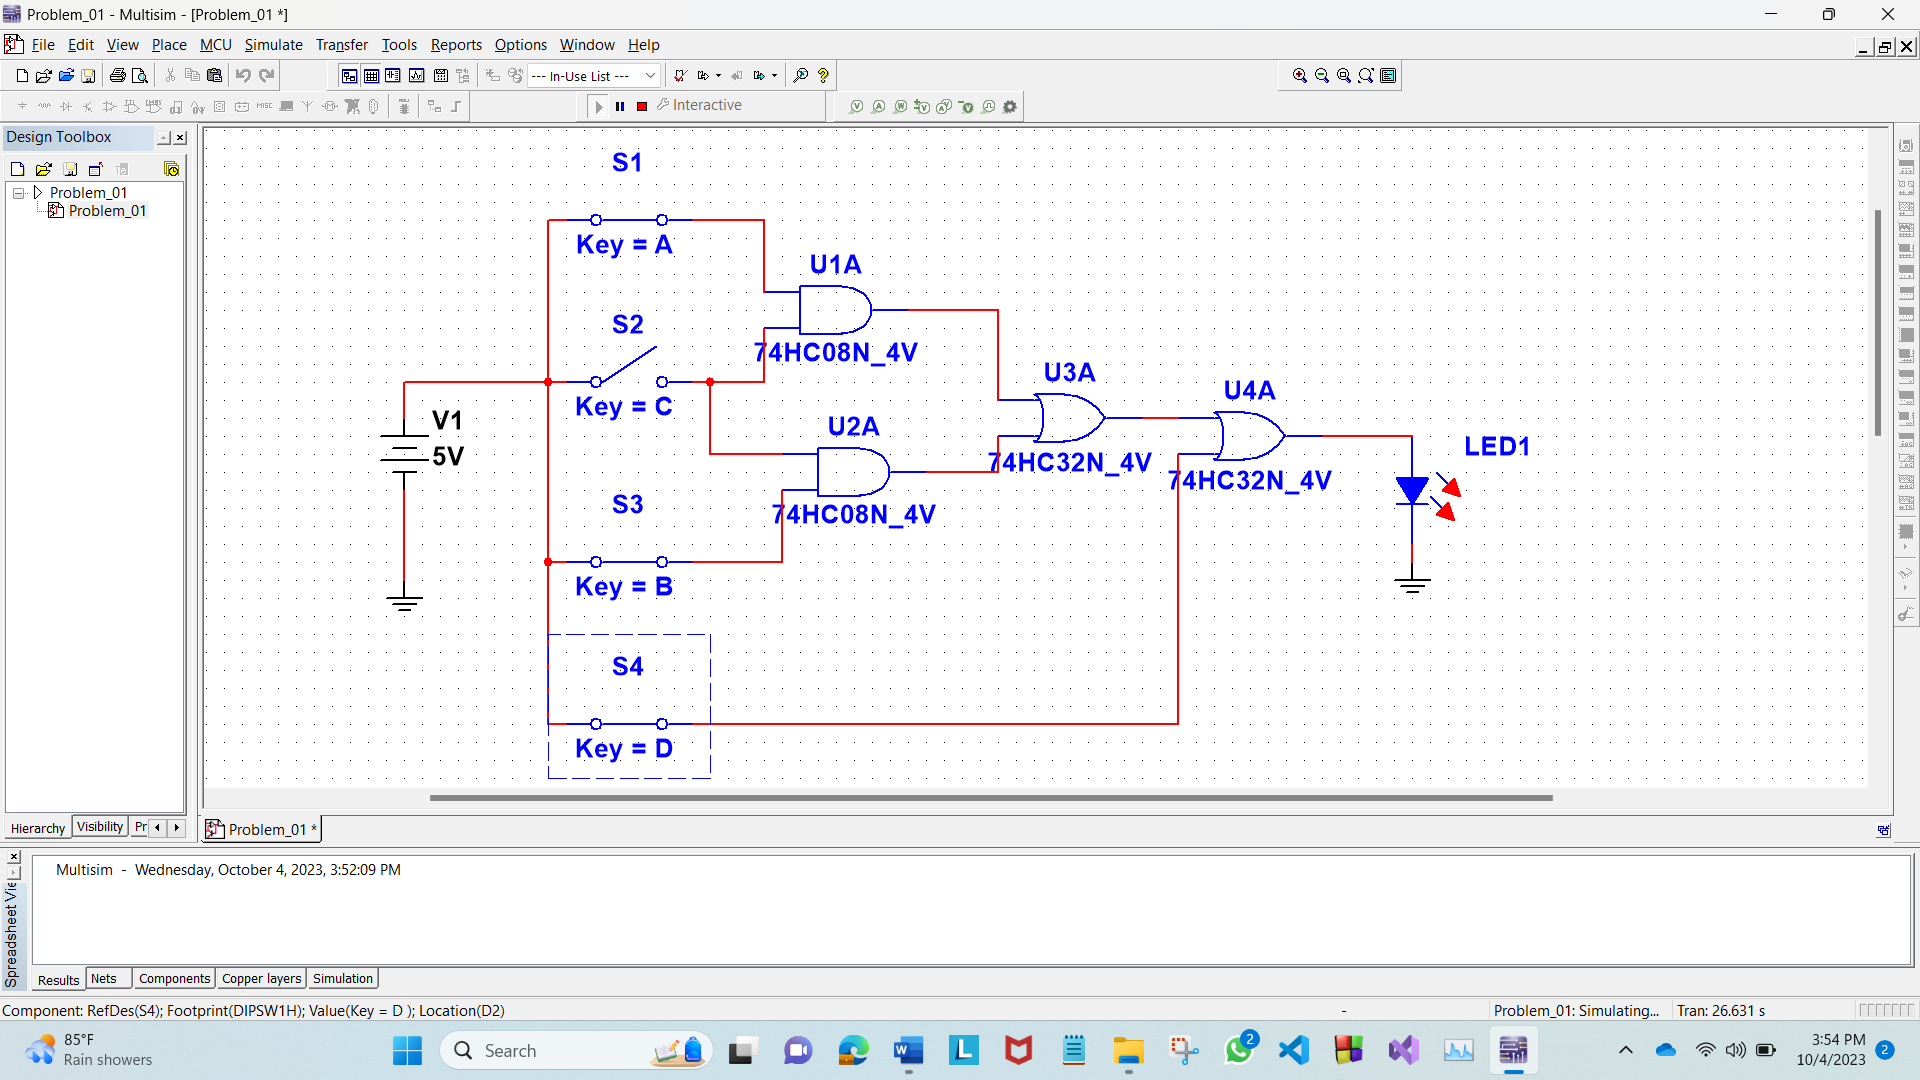 Problem_01 - Multisim - [Problem_01 *]
File Edit View Place MCU Simulate Transfer Tools Reports Options Window Help
--- In-Use List ---
Interactive
Design Toolbox
Problem_01
Problem_01
S1
Key = A
U1A
74HC08N_4V
S2
Key = C
U3A
74HC32N_4V
U4A
74HC32N_4V
V1
5V
U2A
74HC08N_4V
LED1
S3
Key = B
S4
Key = D
Hierarchy Visibility Pr
Problem_01 *
Multisim - Wednesday, October 4, 2023, 3:52:09 PM
Spreadsheet Vie
Results Nets Components Copper layers Simulation
Component: RefDes(S4); Footprint(DIPSW1H); Value(Key = D ); Location(D2)
-
Problem_01: Simulating... Tran: 26.631 s
85°F
Rain showers
Search
2
3:54 PM
10/4/2023
2